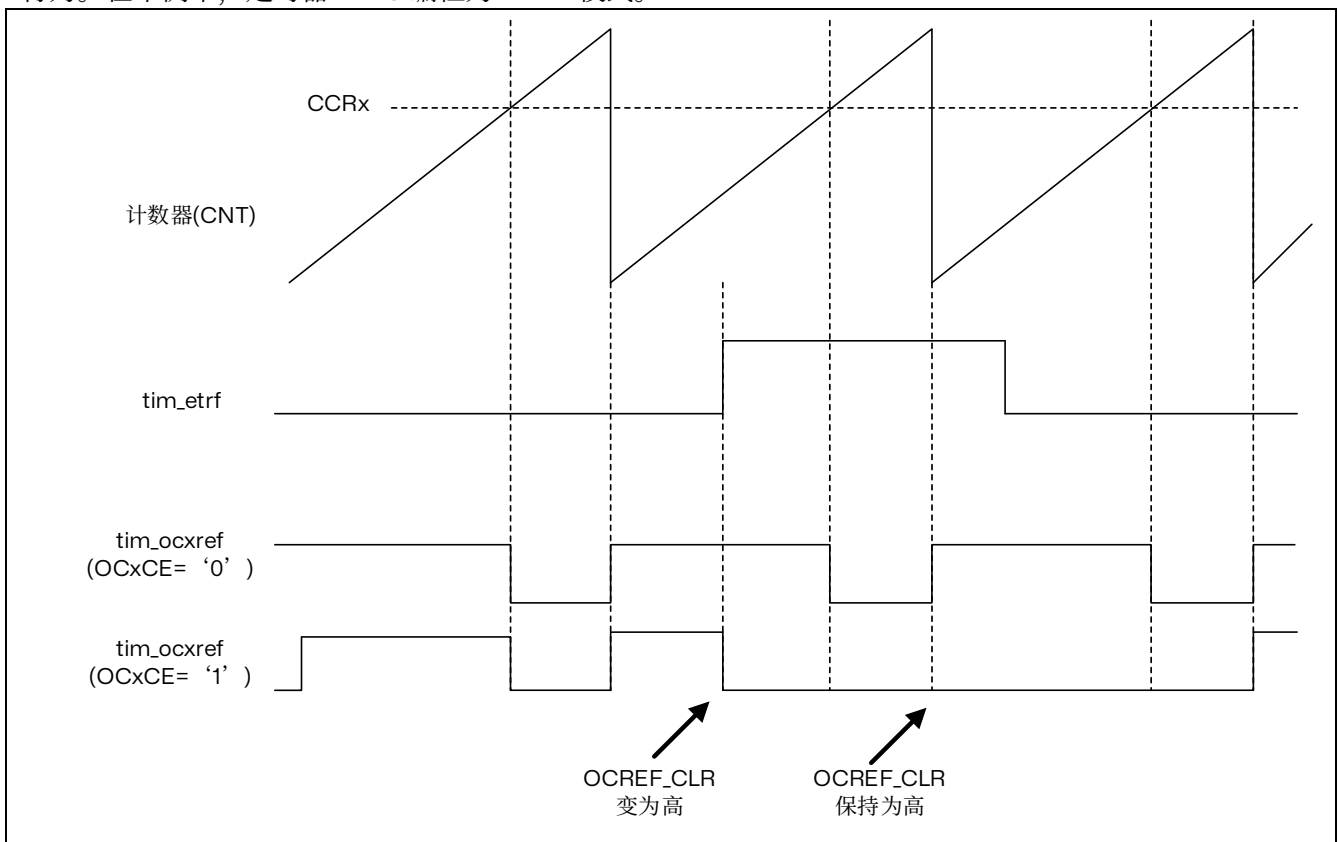 CCRx
计数器(CNT)
tim_etrf
tim_ocxref
(OCxCE=‘0’)
tim_ocxref
(OCxCE=‘1’)
OCREF_CLR
变为高
OCREF_CLR
保持为高